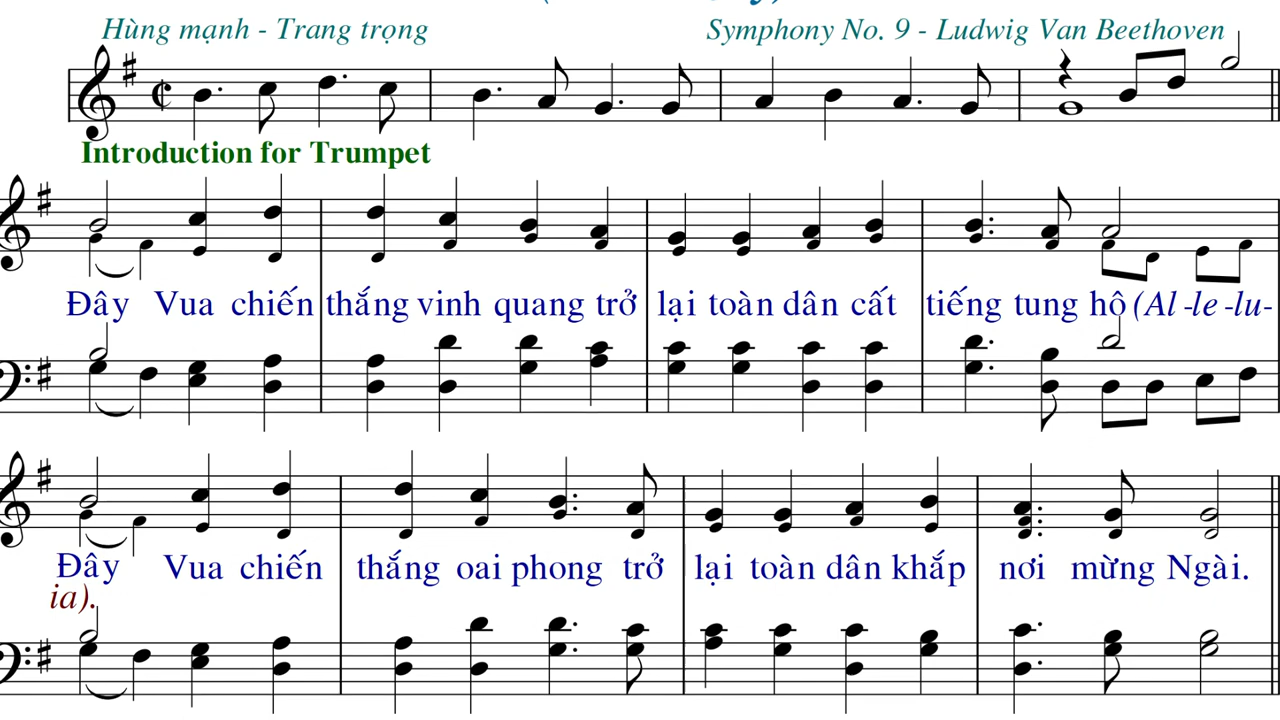 Hùng mạnh - Trang trọng
Symphony No. 9 - Ludwig Van Beethoven
Introduction for Trumpet
Đây Vua chiến thắng vinh quang trở lại toàn dân cất tiếng tung hô (Al -le -lu-
Đây Vua chiến thắng oai phong trở lại toàn dân khắp nơi mừng Ngài.
ia).